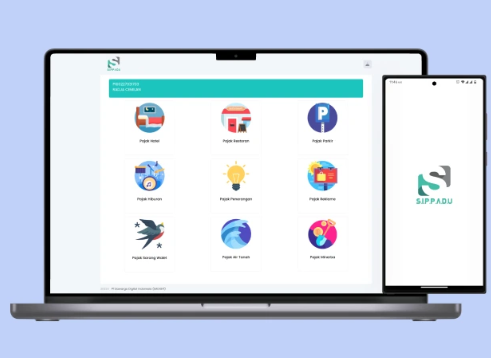 SIPPADU
Pajak Hotel
Pajak Restoran
Pajak Parkir
Pajak Hiburan
Pajak Penerangan
Pajak Reklame
Pajak Sarang Walet
Pajak Air Tanah
Pajak Minerba
SIPPADU